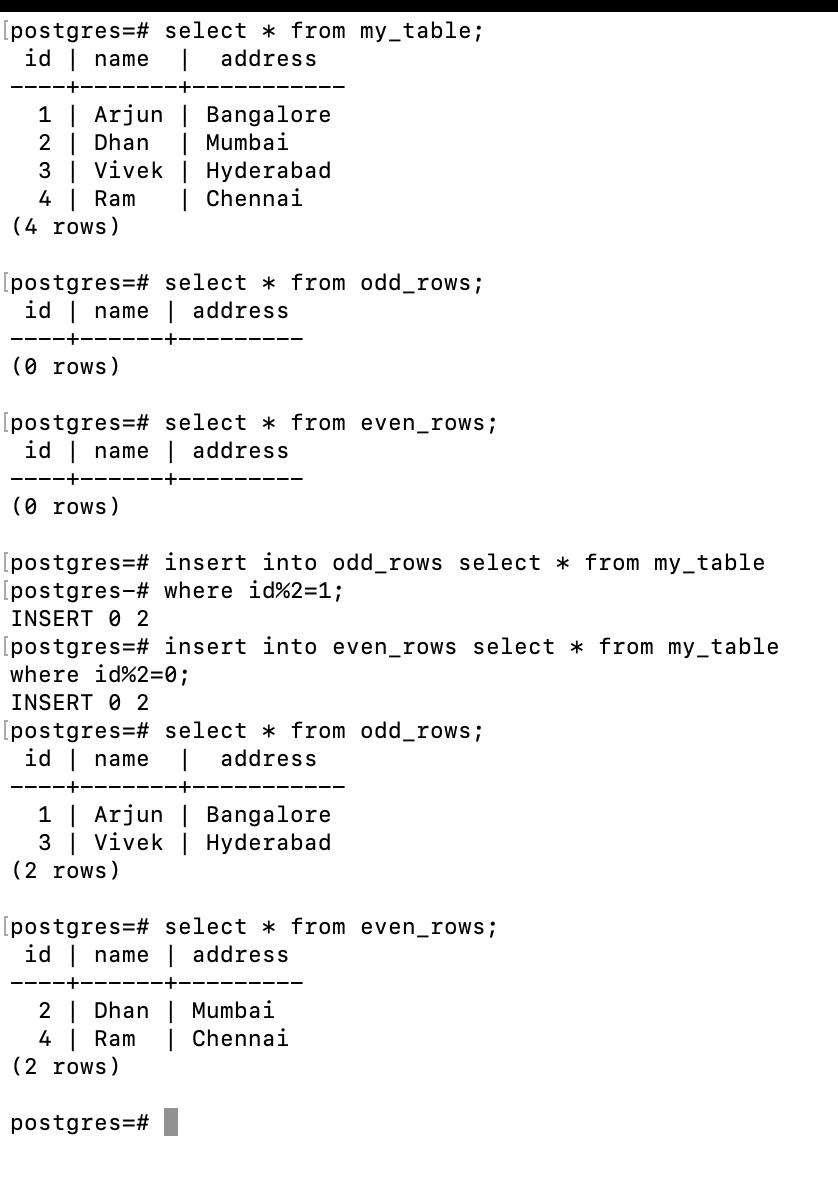 [postgres=# select * from my_table;
 id | name  |  address
----+-------+-----------
  1 | Arjun | Bangalore
  2 | Dhan  | Mumbai
  3 | Vivek | Hyderabad
  4 | Ram   | Chennai
(4 rows)
[postgres=# select * from odd_rows;
 id | name | address
----+------+---------
(0 rows)
[postgres=# select * from even_rows;
 id | name | address
----+------+---------
(0 rows)
[postgres=# insert into odd_rows select * from my_table
[postgres-# where id%2=1;
INSERT 0 2
[postgres=# insert into even_rows select * from my_table
where id%2=0;
INSERT 0 2
[postgres=# select * from odd_rows;
 id | name  |  address
----+-------+-----------
  1 | Arjun | Bangalore
  3 | Vivek | Hyderabad
(2 rows)
[postgres=# select * from even_rows;
 id | name | address
----+------+---------
  2 | Dhan | Mumbai
  4 | Ram  | Chennai
(2 rows)
postgres=#